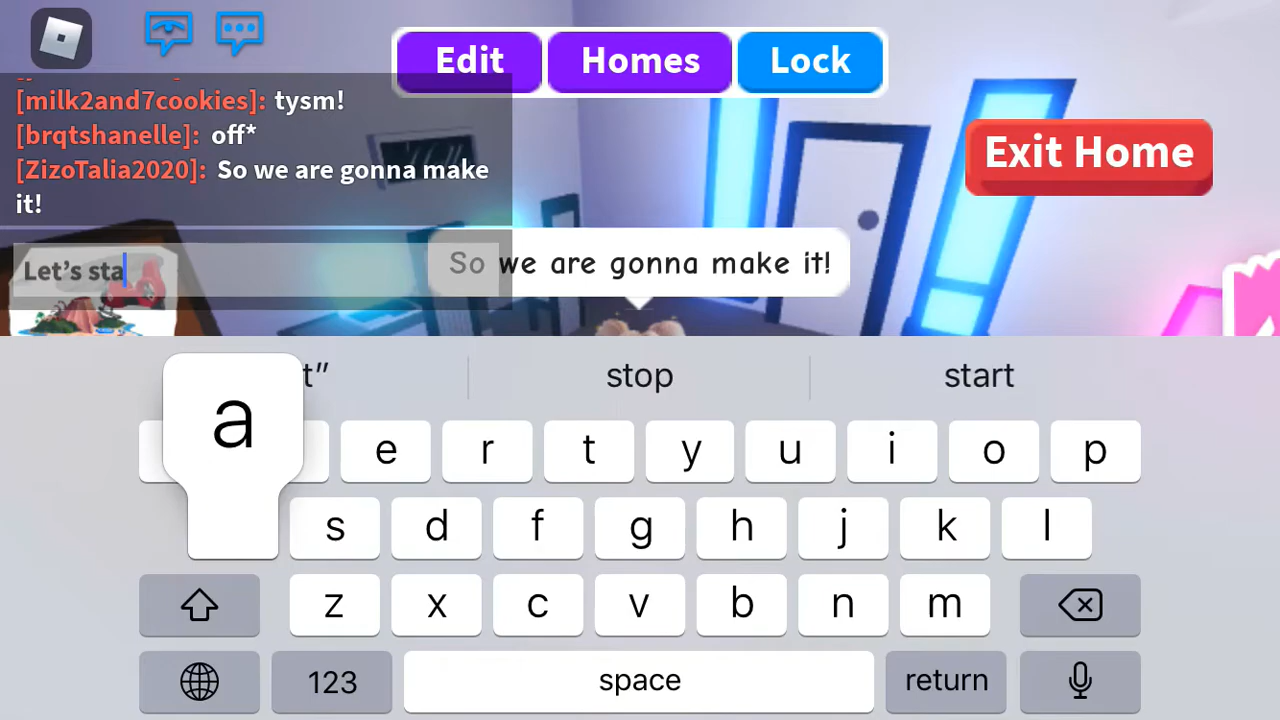 Edit Homes Lock
[milk2and7cookies]: tysm!
[brqtshanelle]: off*
[ZizoTalia2020]: So we are gonna make
it!
Exit Home
Let’s sta
So we are gonna make it!
stop start
a
e r t y u i o p
s d f g h j k l
z x c v b n m
123 space return